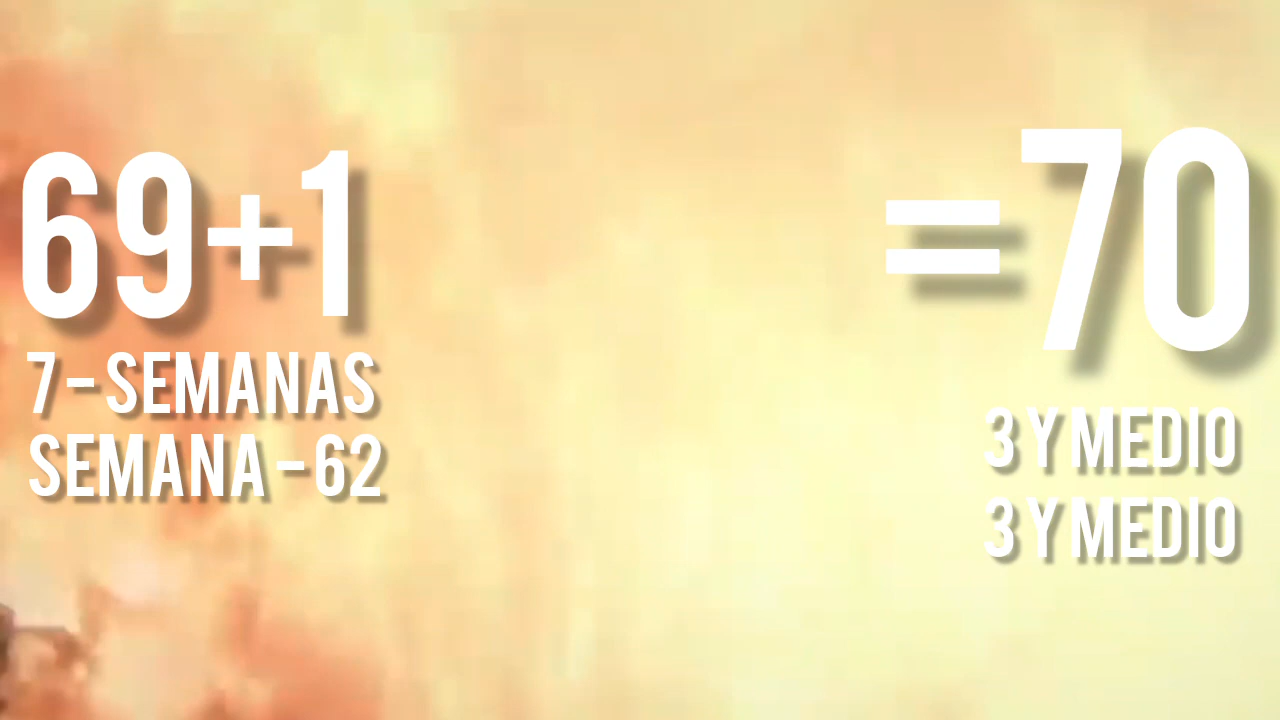 69+1
7 - SEMANAS
SEMANA - 62
=70
3 Y MEDIO
3 Y MEDIO